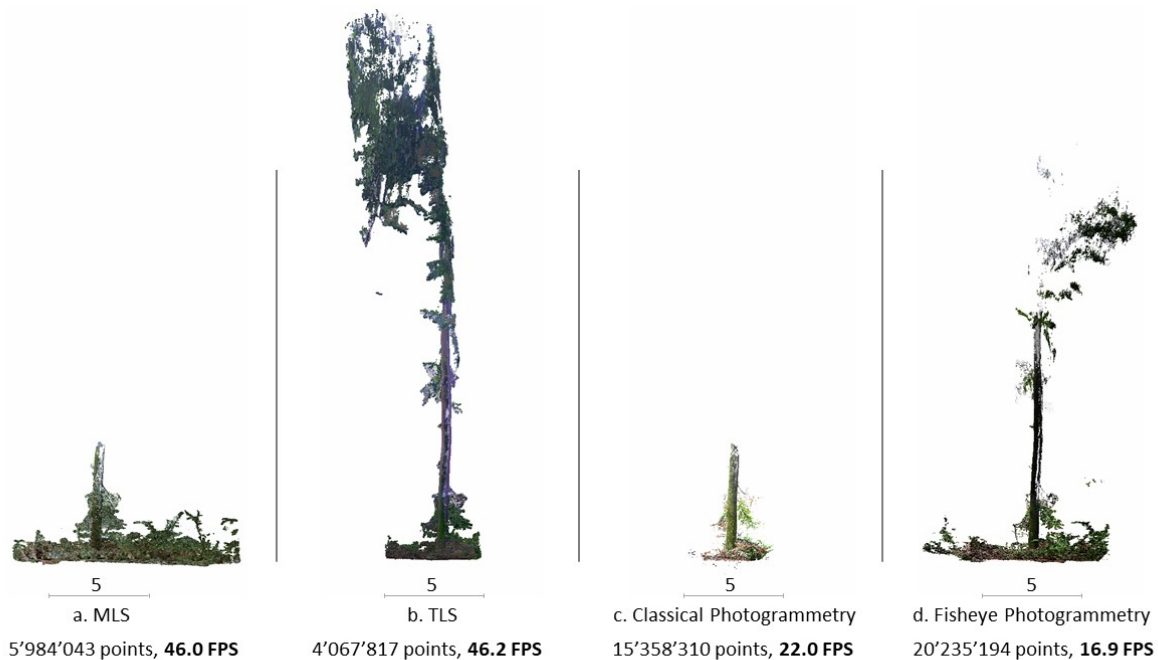 5
a. MLS
5’984’043 points, 46.0 FPS
5
b. TLS
4’067’817 points, 46.2 FPS
5
c. Classical Photogrammetry
15’358’310 points, 22.0 FPS
5
d. Fisheye Photogrammetry
20’235’194 points, 16.9 FPS